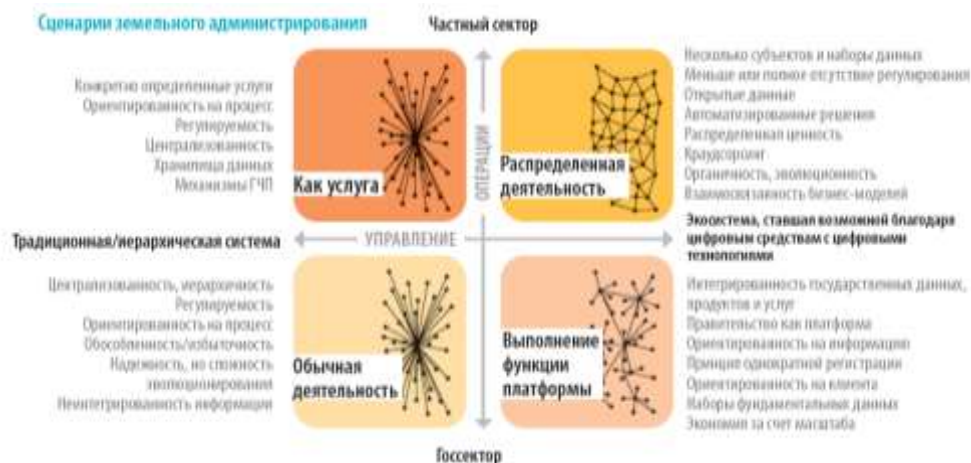 Сценарии земельного администрирования
Частный сектор
Конкретно определенные услуги
Ориентированность на процесс
Регулируемость
Централизованность
Хранилища данных
Механизмы ГЧП
Как услуга
ОПЕРАЦИИ
Распределенная
деятельность
Несколько субъектов и наборы данных
Меньше или полное отсутствие регулирования
Открытые данные
Автоматизированные решения
Распределенная ценность
Краудсорсинг
Органичность, эволюционность
Взаимосвязанность бизнес-моделей
Традиционная/иерархическая система
УПРАВЛЕНИЕ
Экосистема, ставшая возможной благодаря
цифровым средствам с цифровыми
технологиями
Централизованность, иерархичность
Регулируемость
Ориентированность на процесс
Обособленность/избыточность
Надежность, но сложность
эволюционирования
Неинтегрированность информации
Обычная
деятельность
Выполнение
функции
платформы
Интегрированность государственных данных,
продуктов и услуг
Правительство как платформа
Ориентированность на информацию
Принцип однократной регистрации
Ориентированность на клиента
Наборы фундаментальных данных
Экономия за счет масштаба
Госсектор